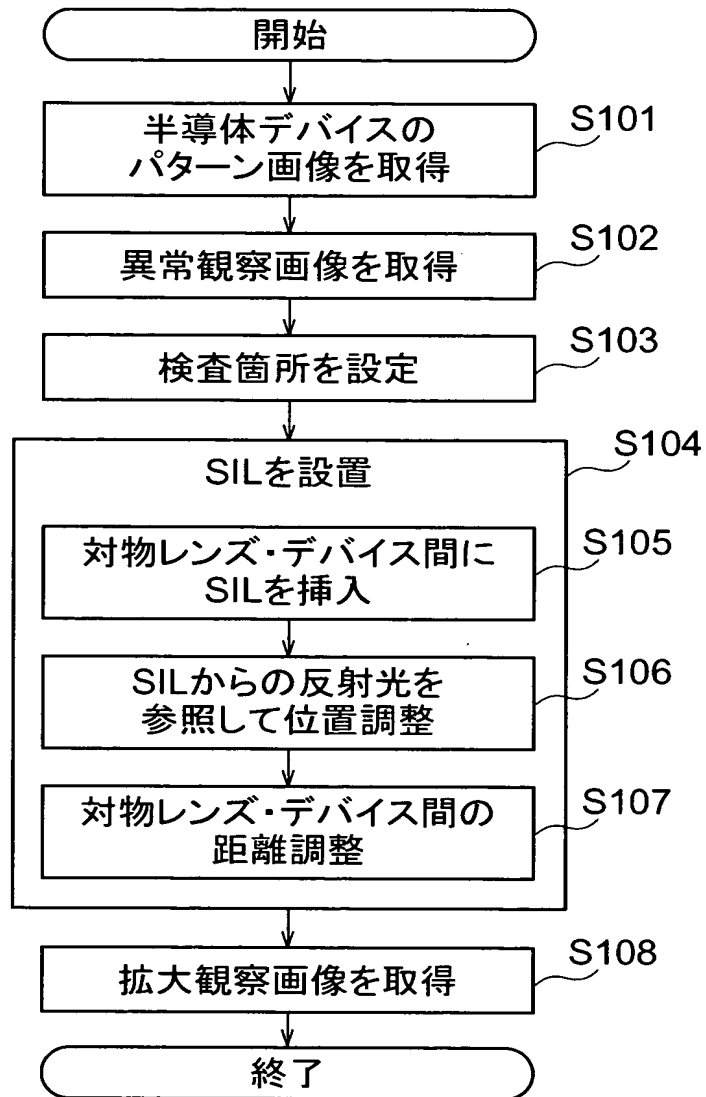 開始
半導体デバイスの
パターン画像を取得
S101
異常観察画像を取得
S102
検査箇所を設定
S103
SILを設置
S104
対物レンズ・デバイス間に
SILを挿入
S105
SILからの反射光を
参照して位置調整
S106
対物レンズ・デバイス間の
距離調整
S107
拡大観察画像を取得
S108
終了